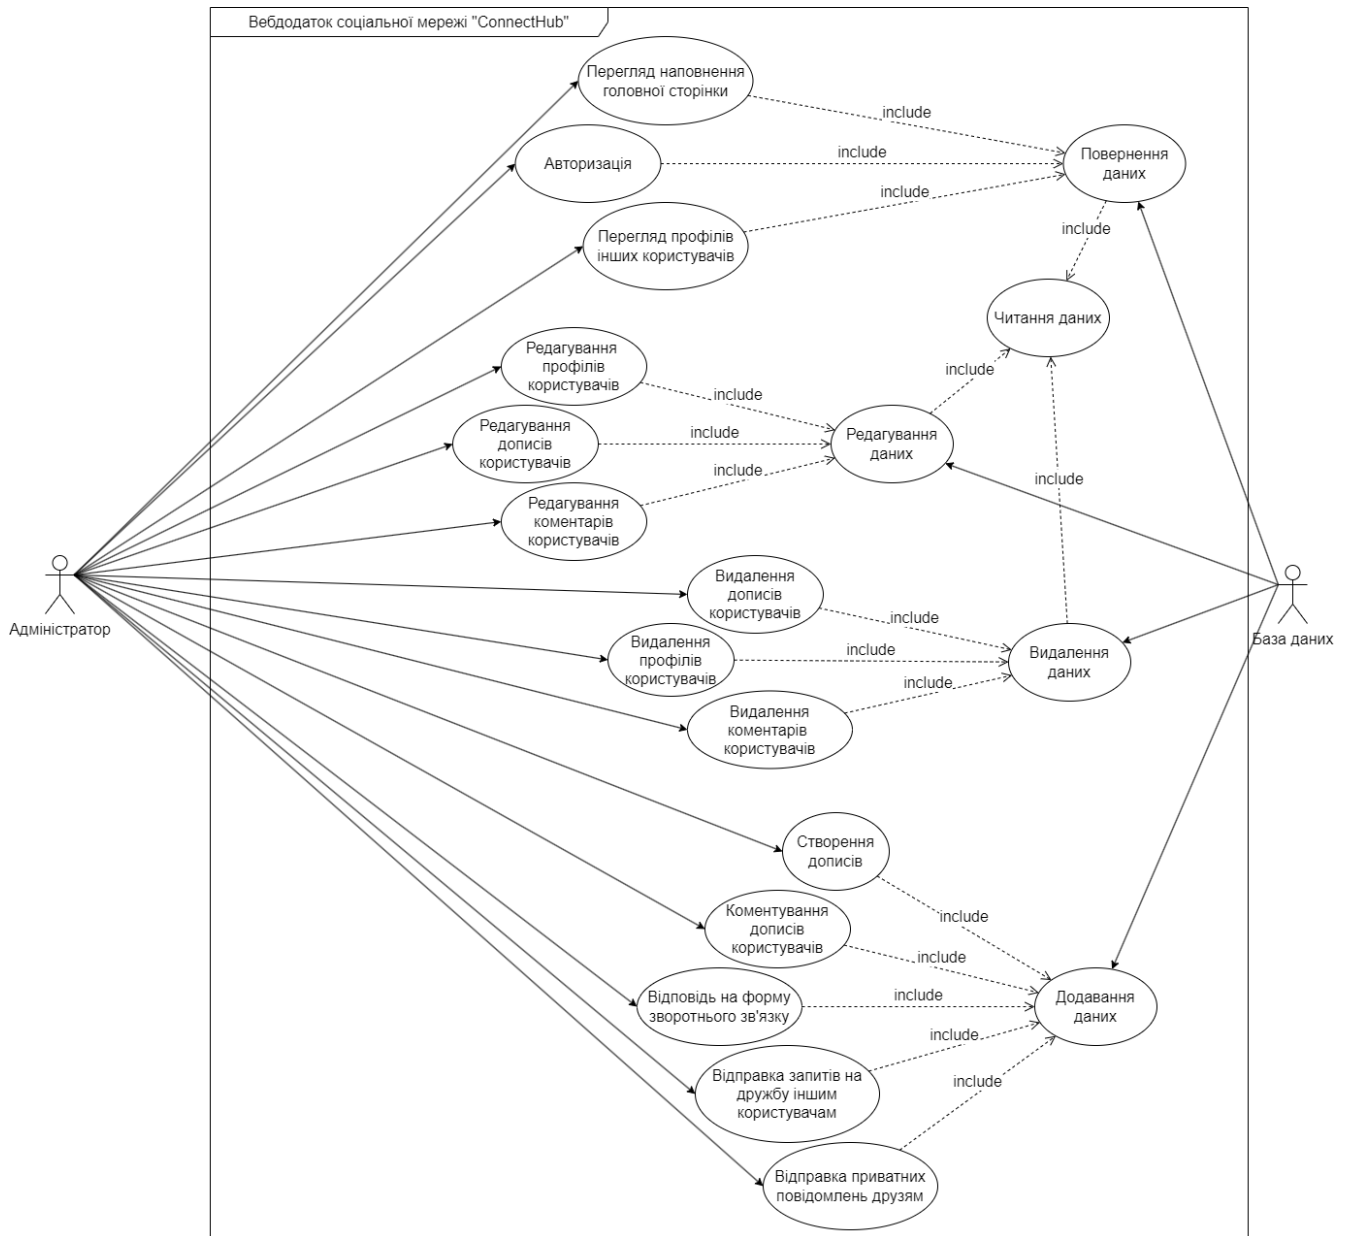 Вебдодаток соціальної мережі "ConnectHub"
Перегляд наповнення
головної сторінки
include
Авторизація
include
Повернення
даних
Перегляд профілів
інших користувачів
include
include
Читання даних
Редагування
профілів
користувачів
include
include
Редагування
дописів
користувачів
include
Редагування
даних
include
include
Редагування
коментарів
користувачів
Адміністратор
База даних
Видалення
дописів
користувачів
include
Видалення
профілів
користувачів
include
Видалення
даних
include
Видалення
коментарів
користувачів
Створення
дописів
include
Коментування
дописів
користувачів
include
Відповідь на форму
зворотнього зв'язку
include
Додавання
даних
include
Відправка запитів на
дружбу іншим
користувачам
include
Відправка приватних
повідомлень друзям